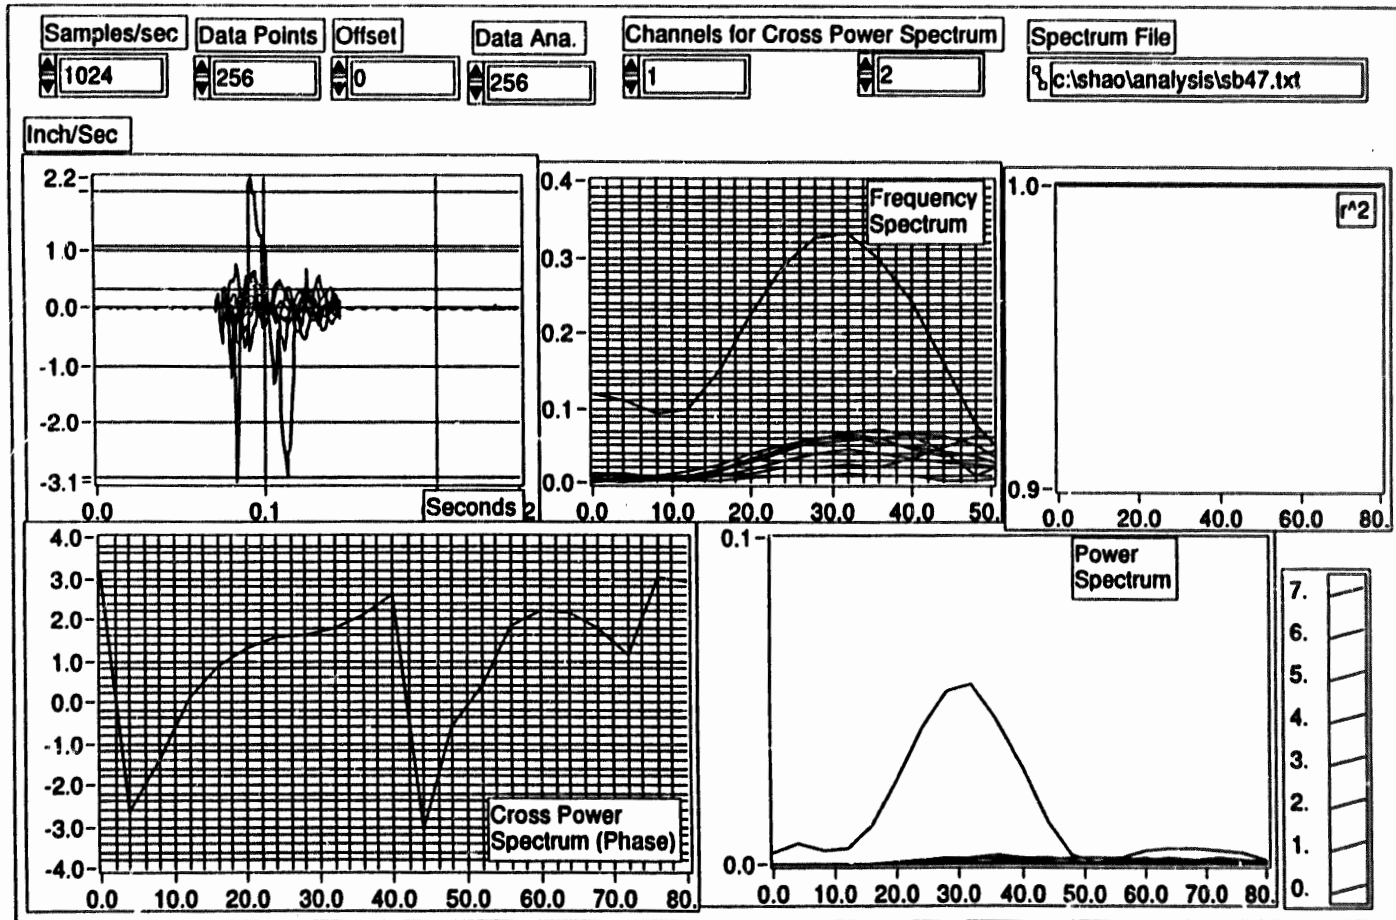 Samples/sec Data Points Offset Data Ana. Channels for Cross Power Spectrum Spectrum File
1024 256 0 256 1 2 c:\shao\analysis\sb47.txt
Inch/Sec
2.2
1.0
0.0
-1.0
-2.0
-3.1
0.0 0.1 Seconds 2
Frequency
Spectrum
0.4
0.3
0.2
0.1
0.0
0.0 10.0 20.0 30.0 40.0 50.
r^2
1.0
0.9
0.0 20.0 40.0 60.0 80.
4.0
3.0
2.0
1.0
0.0
-1.0
-2.0
-3.0
-4.0
Cross Power
Spectrum (Phase)
0.0 10.0 20.0 30.0 40.0 50.0 60.0 70.0 80.
Power
Spectrum
0.1
0.0
0.0 10.0 20.0 30.0 40.0 50.0 60.0 70.0 80.
7.
6.
5.
4.
3.
2.
1.
0.